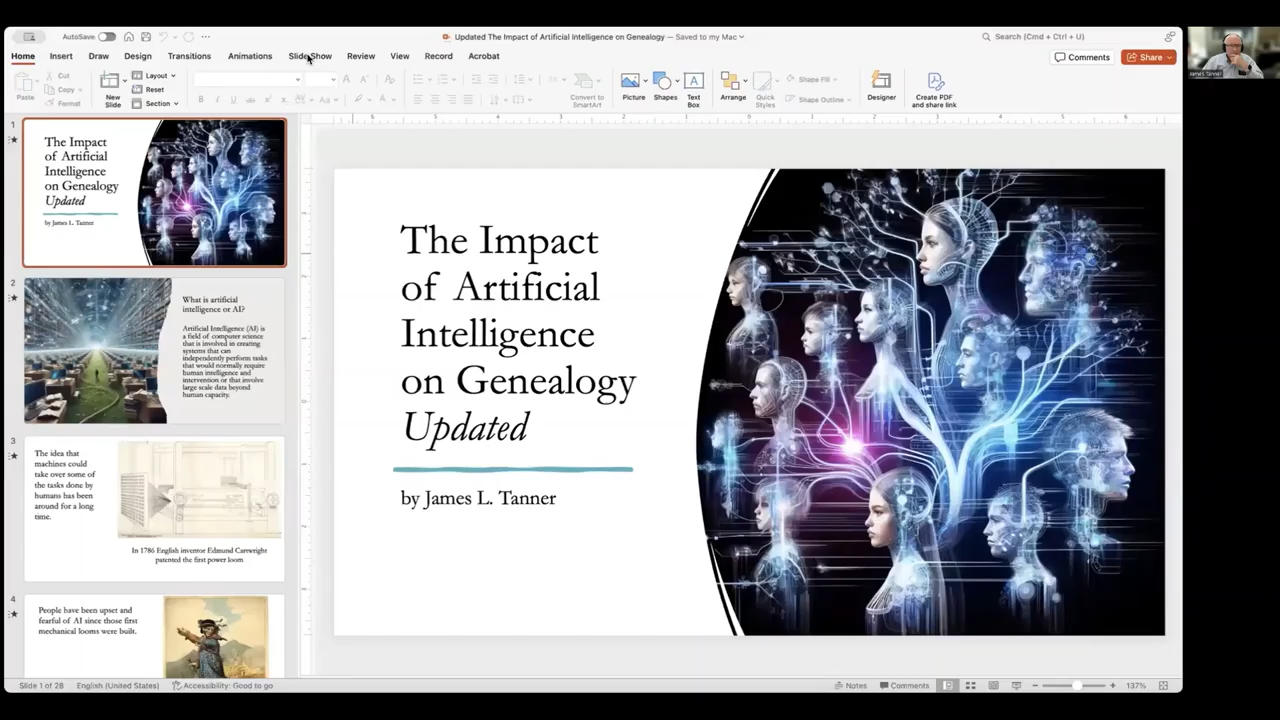 AutoSave
Updated The Impact of Artificial Intelligence on Genealogy — Saved to my Mac
Search (Cmd + Ctrl + U)
Home
Insert
Draw
Design
Transitions
Animations
Slide Show
Review
View
Record
Acrobat
Comments
Share
Paste
Cut
Copy
Format
New
Slide
Layout
Reset
Section
Convert to
SmartArt
Picture
Shapes
Text
Box
Arrange
Quick
Styles
Shape Fill
Shape Outline
Designer
Create PDF
and share link
James Tanner
1
The Impact
of Artificial
Intelligence
on Genealogy
Updated
by James L. Tanner
2
What is artificial
intelligence or AI?
Artificial Intelligence (AI) is
a field of computer science
that is involved in creating
systems that can
independently perform tasks
that would normally require
human intelligence and
intervention or that involve
large scale data beyond
human capacity.
3
The idea that
machines could
take over some of
the tasks done by
humans has been
around for a long
time.
In 1786 English inventor Edmund Cartwright
patented the first power loom
4
People have been upset and
fearful of AI since those first
mechanical looms were built.
The Impact
of Artificial
Intelligence
on Genealogy
Updated
by James L. Tanner
Slide 1 of 28
English (United States)
Accessibility: Good to go
Notes
Comments
137%